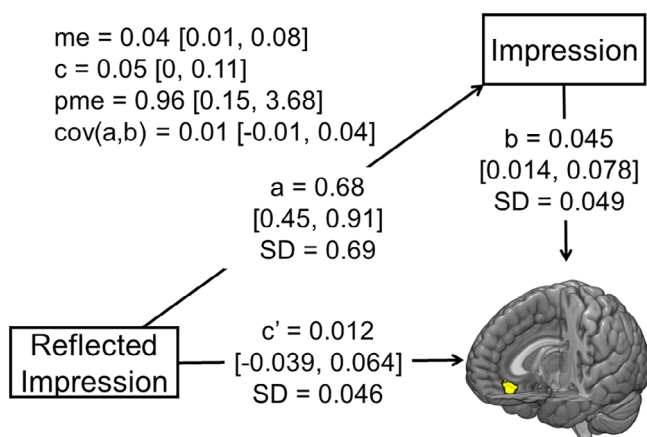 me = 0.04 [0.01, 0.08]
c = 0.05 [0, 0.11]
pme = 0.96 [0.15, 3.68]
cov(a,b) = 0.01 [-0.01, 0.04]
Impression
a = 0.68
[0.45, 0.91]
SD = 0.69
b = 0.045
[0.014, 0.078]
SD = 0.049
Reflected
Impression
c' = 0.012
[-0.039, 0.064]
SD = 0.046